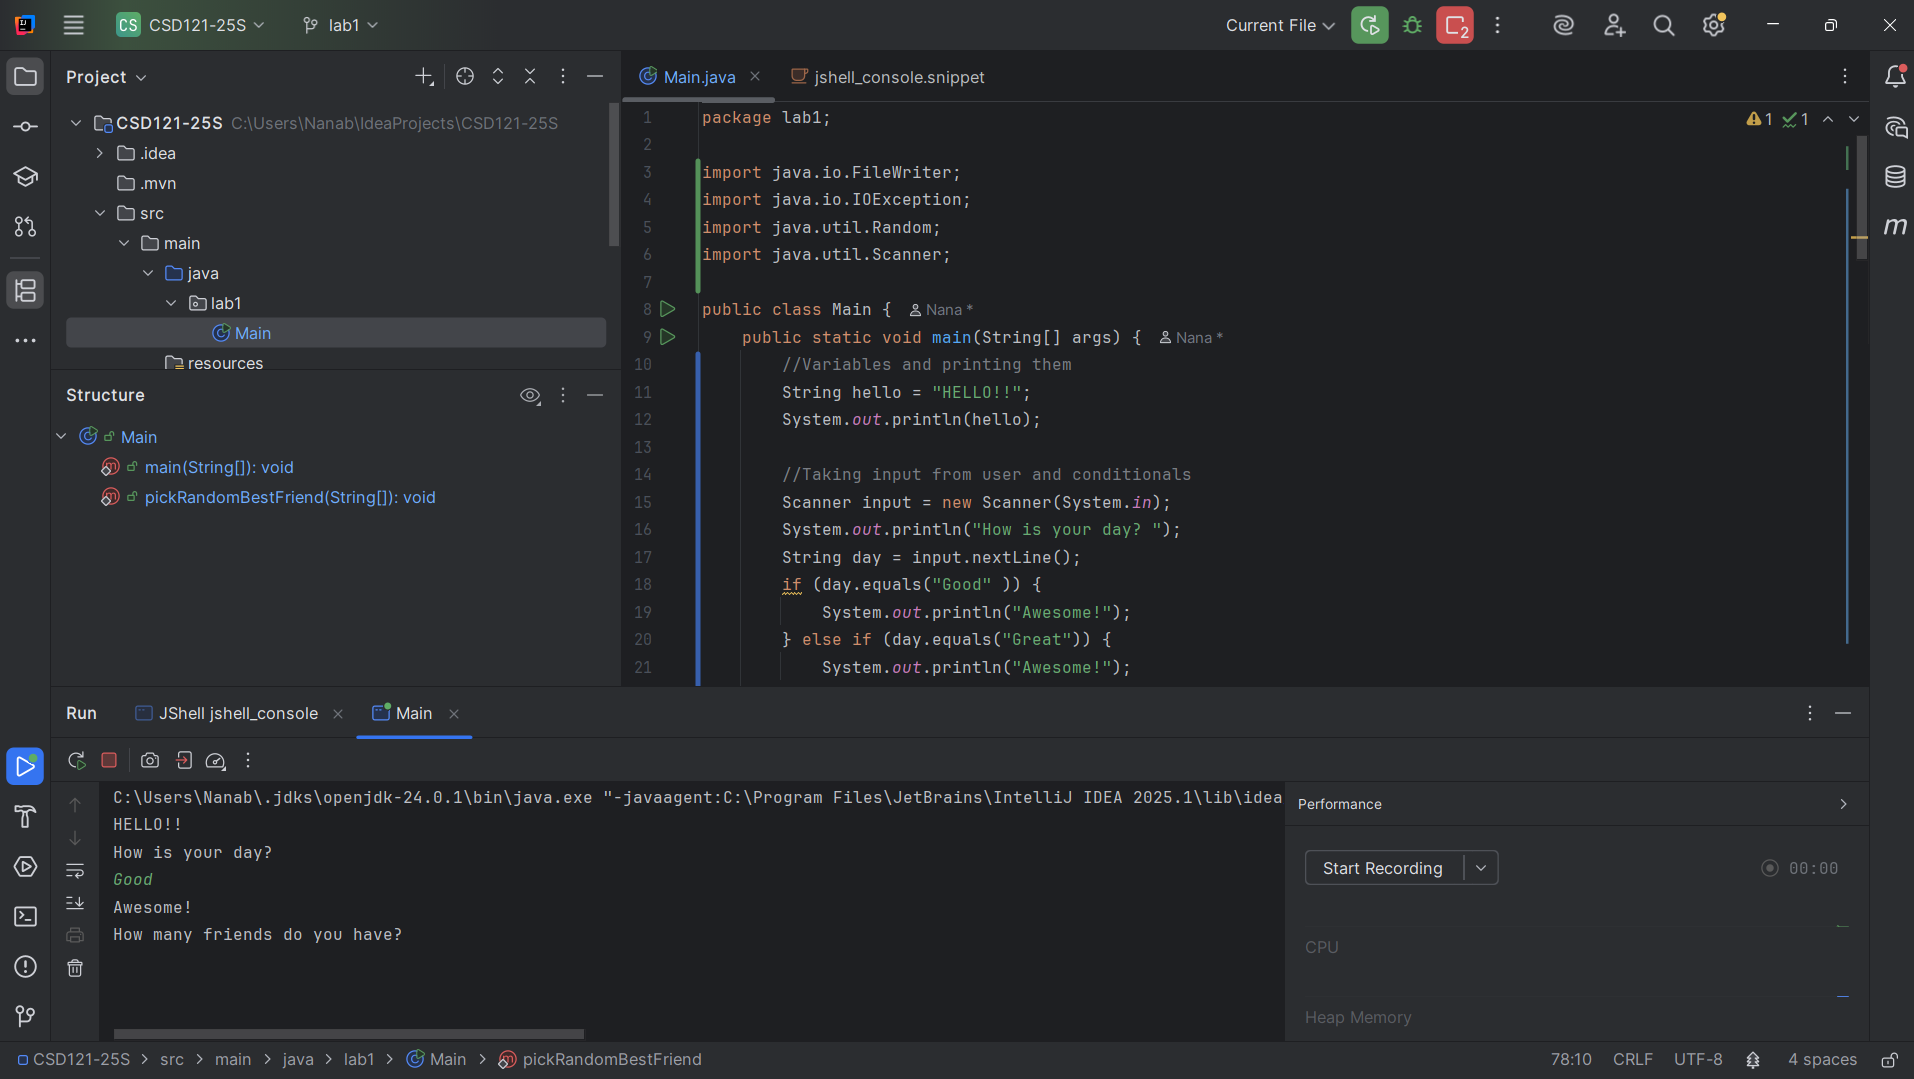 CS CSD121-25S lab1 Current File 2
Project
Main.java jshell_console.snippet
CSD121-25S C:\Users\Nanab\IdeaProjects\CSD121-25S
.idea
.mvn
src
main
java
lab1
Main
resources
Structure
Main
main(String[]): void
pickRandomBestFriend(String[]): void
1 package lab1;
1 1
2
3 import java.io.FileWriter;
4 import java.io.IOException;
5 import java.util.Random;
6 import java.util.Scanner;
7
8 public class Main { Nana *
9 public static void main(String[] args) { Nana *
10 //Variables and printing them
11 String hello = "HELLO!!";
12 System.out.println(hello);
13
14 //Taking input from user and conditionals
15 Scanner input = new Scanner(System.in);
16 System.out.println("How is your day? ");
17 String day = input.nextLine();
18 if (day.equals("Good" )) {
19 System.out.println("Awesome!");
20 } else if (day.equals("Great")) {
21 System.out.println("Awesome!");
Run JShell jshell_console Main
C:\Users\Nanab\.jdks\openjdk-24.0.1\bin\java.exe "-javaagent:C:\Program Files\JetBrains\IntelliJ IDEA 2025.1\lib\idea
HELLO!!
How is your day?
Good
Awesome!
How many friends do you have?
Performance
Start Recording 00:00
CPU
Heap Memory
CSD121-25S > src > main > java > lab1 > Main > pickRandomBestFriend 78:10 CRLF UTF-8 4 spaces